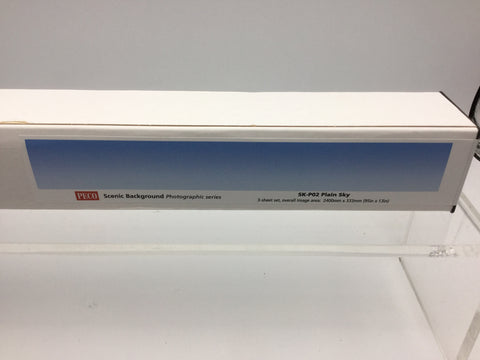 PECO Scenic Background Photographic series
SK-P02 Plain Sky
3 sheet set, overall image area: 2400mm x 333mm (95in x 13in)